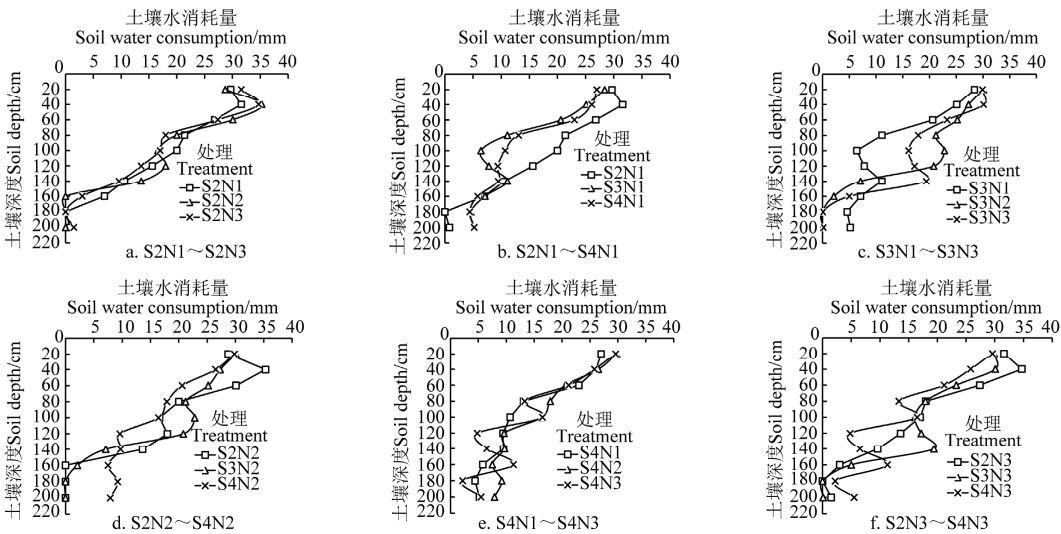 土壤水消耗量
Soil water consumption/mm
0 5 10 15 20 25 30 35 40
20
40
60
80
100
120
140
160
180
200
220
土壤深度Soil depth/cm
处理
Treatment
S2N1
S2N2
S2N3
a. S2N1～S2N3
土壤水消耗量
Soil water consumption/mm
0 5 10 15 20 25 30 35 40
20
40
60
80
100
120
140
160
180
200
220
土壤深度Soil depth/cm
处理
Treatment
S2N1
S3N1
S4N1
b. S2N1～S4N1
土壤水消耗量
Soil water consumption/mm
0 5 10 15 20 25 30 35 40
20
40
60
80
100
120
140
160
180
200
220
土壤深度Soil depth/cm
处理
Treatment
S3N1
S3N2
S3N3
c. S3N1～S3N3
土壤水消耗量
Soil water consumption/mm
0 5 10 15 20 25 30 35 40
20
40
60
80
100
120
140
160
180
200
220
土壤深度Soil depth/cm
处理
Treatment
S2N2
S3N2
S4N2
d. S2N2～S4N2
土壤水消耗量
Soil water consumption/mm
0 5 10 15 20 25 30 35 40
20
40
60
80
100
120
140
160
180
200
220
土壤深度Soil depth/cm
处理
Treatment
S4N1
S4N2
S4N3
e. S4N1～S4N3
土壤水消耗量
Soil water consumption/mm
0 5 10 15 20 25 30 35 40
20
40
60
80
100
120
140
160
180
200
220
土壤深度Soil depth/cm
处理
Treatment
S2N3
S3N3
S4N3
f. S2N3～S4N3